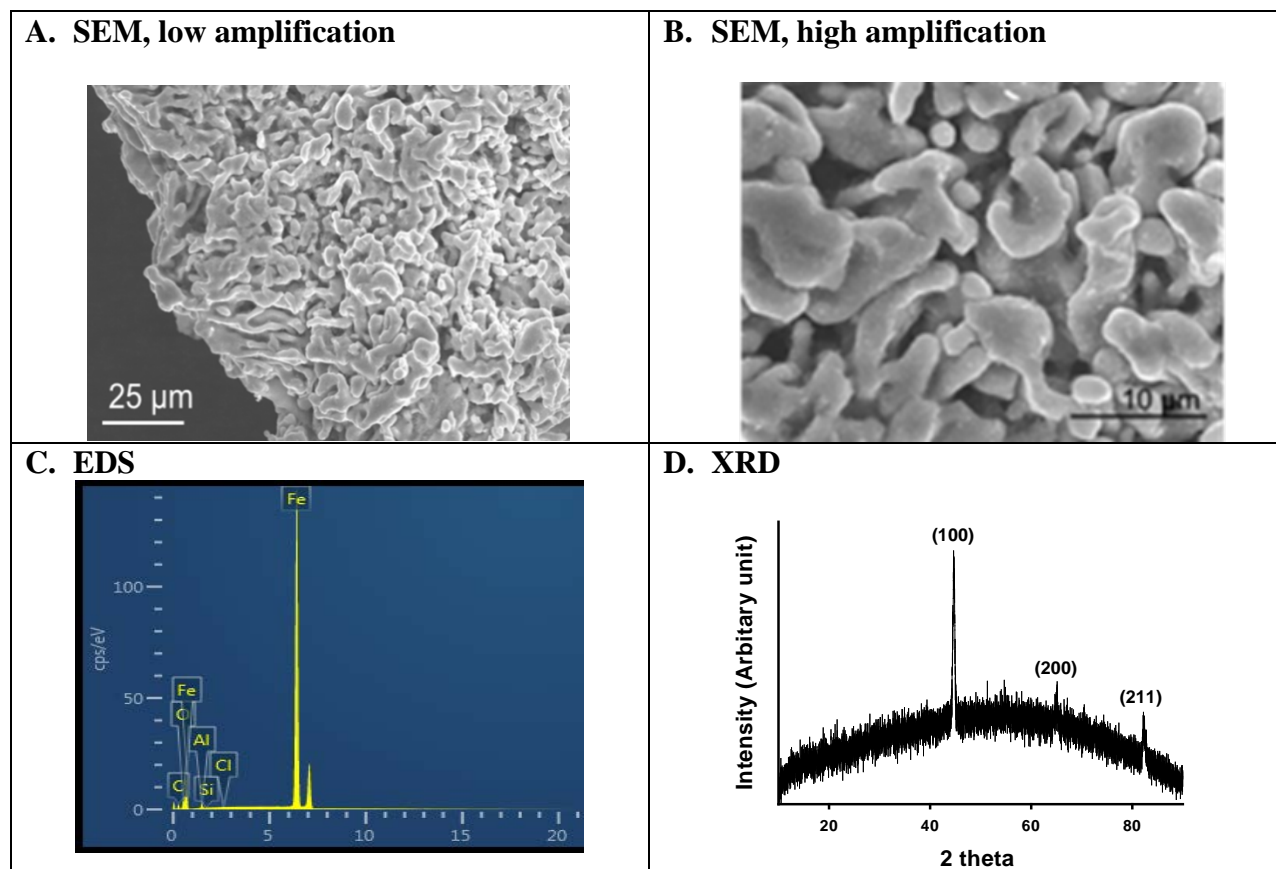 A. SEM, low amplification
25 µm
B. SEM, high amplification
10 µm
C. EDS
Fe
100
cps/eV
50
Fe
O
Al
Cl
C
Si
0
0 5 10 15 20
D. XRD
Intensity (Arbitary unit)
(100)
(200)
(211)
20 40 60 80
2 theta